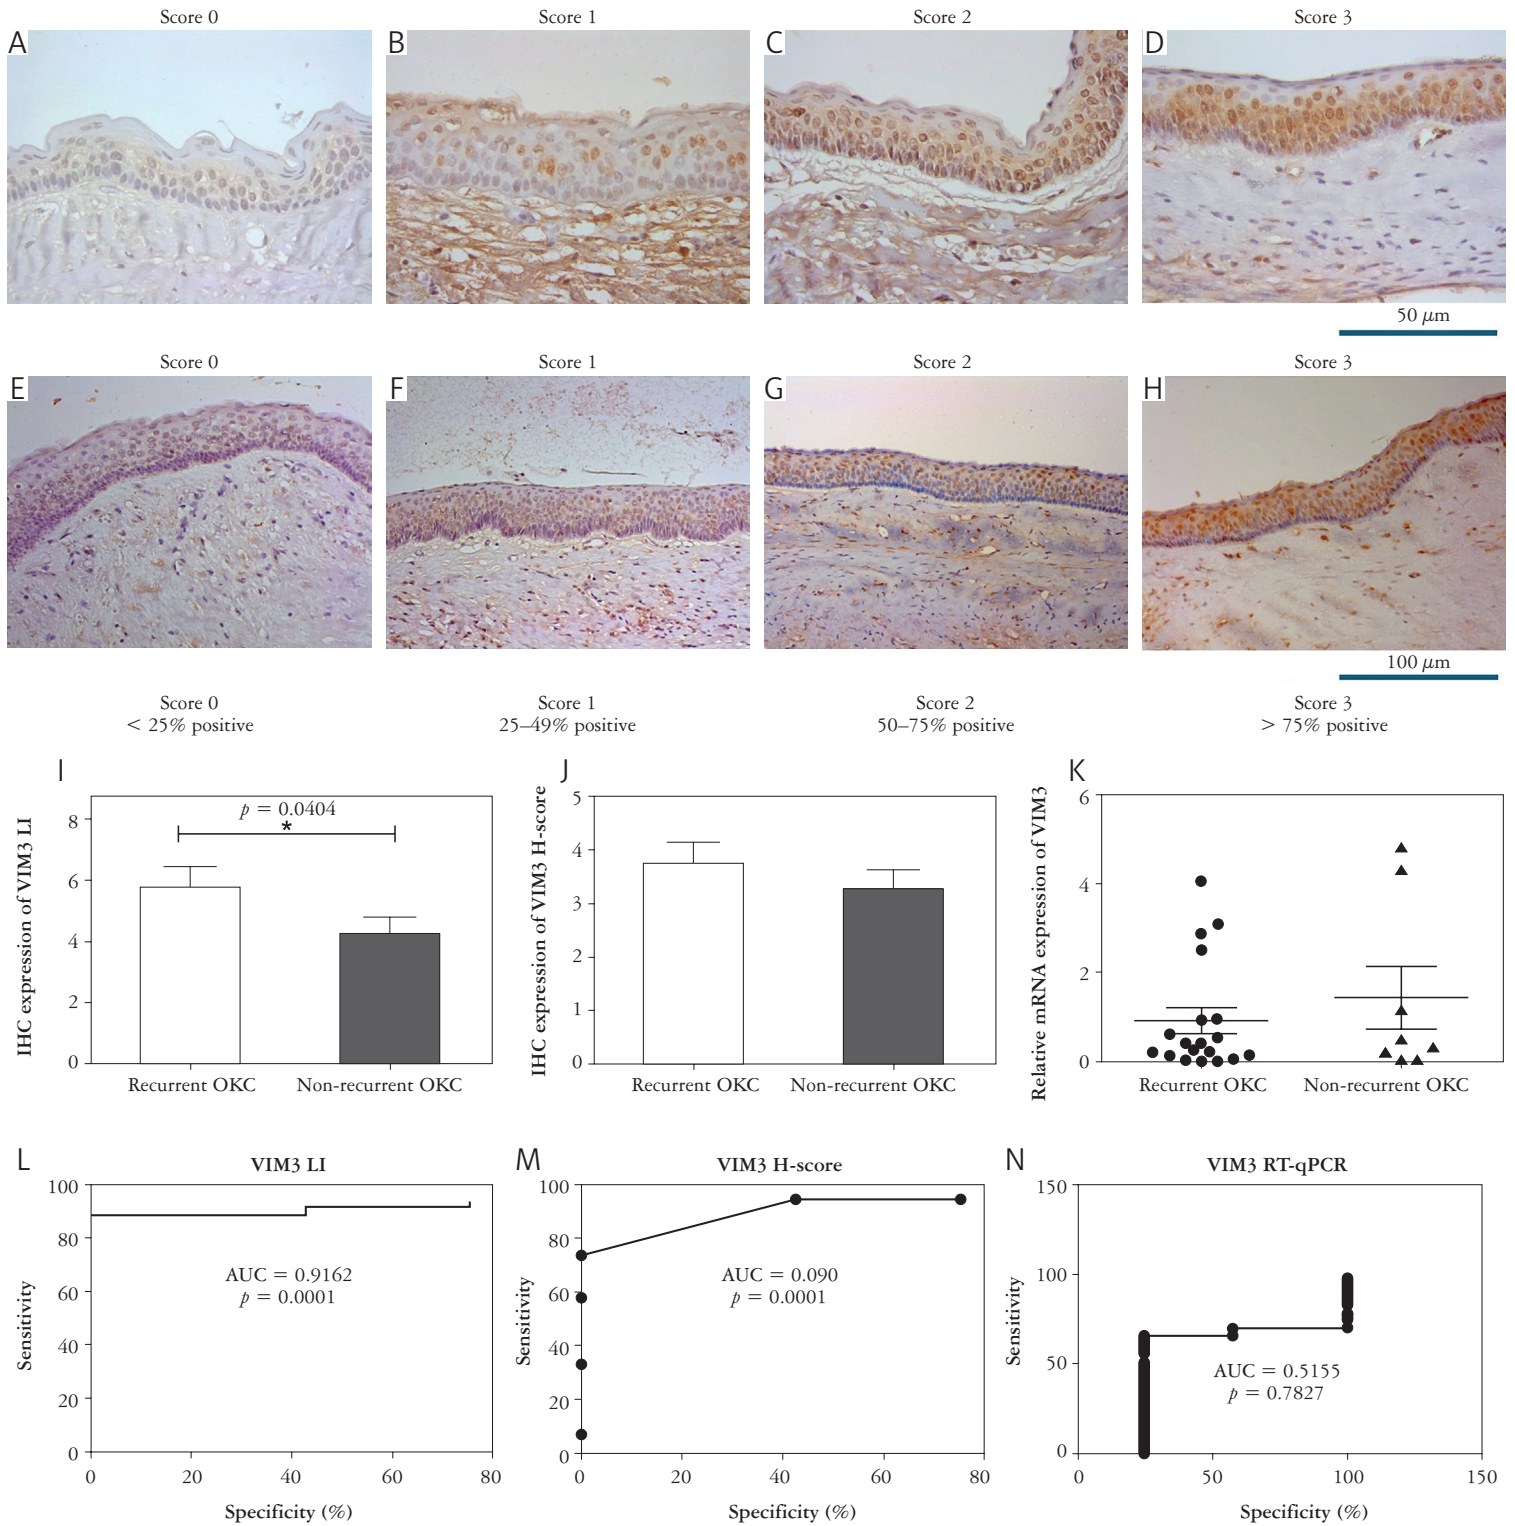 Score 0 Score 1 Score 2 Score 3
A B C D
50 μm
Score 0 Score 1 Score 2 Score 3
E F G H
100 μm
Score 0 Score 1 Score 2 Score 3
< 25% positive 25–49% positive 50–75% positive > 75% positive
I
IHC expression of VIM3 LI
8
6
4
2
0
p = 0.0404
*
Recurrent OKC Non-recurrent OKC
J
IHC expression of VIM3 H-score
5
4
3
2
1
0
Recurrent OKC Non-recurrent OKC
K
Relative mRNA expression of VIM3
6
4
2
0
Recurrent OKC Non-recurrent OKC
L
VIM3 LI
Sensitivity
100
80
60
40
20
0
AUC = 0.9162
p = 0.0001
0 20 40 60 80
Specificity (%)
M
VIM3 H-score
Sensitivity
100
80
60
40
20
0
AUC = 0.090
p = 0.0001
0 20 40 60 80
Specificity (%)
N
VIM3 RT-qPCR
Sensitivity
150
100
50
0
AUC = 0.5155
p = 0.7827
0 50 100 150
Specificity (%)